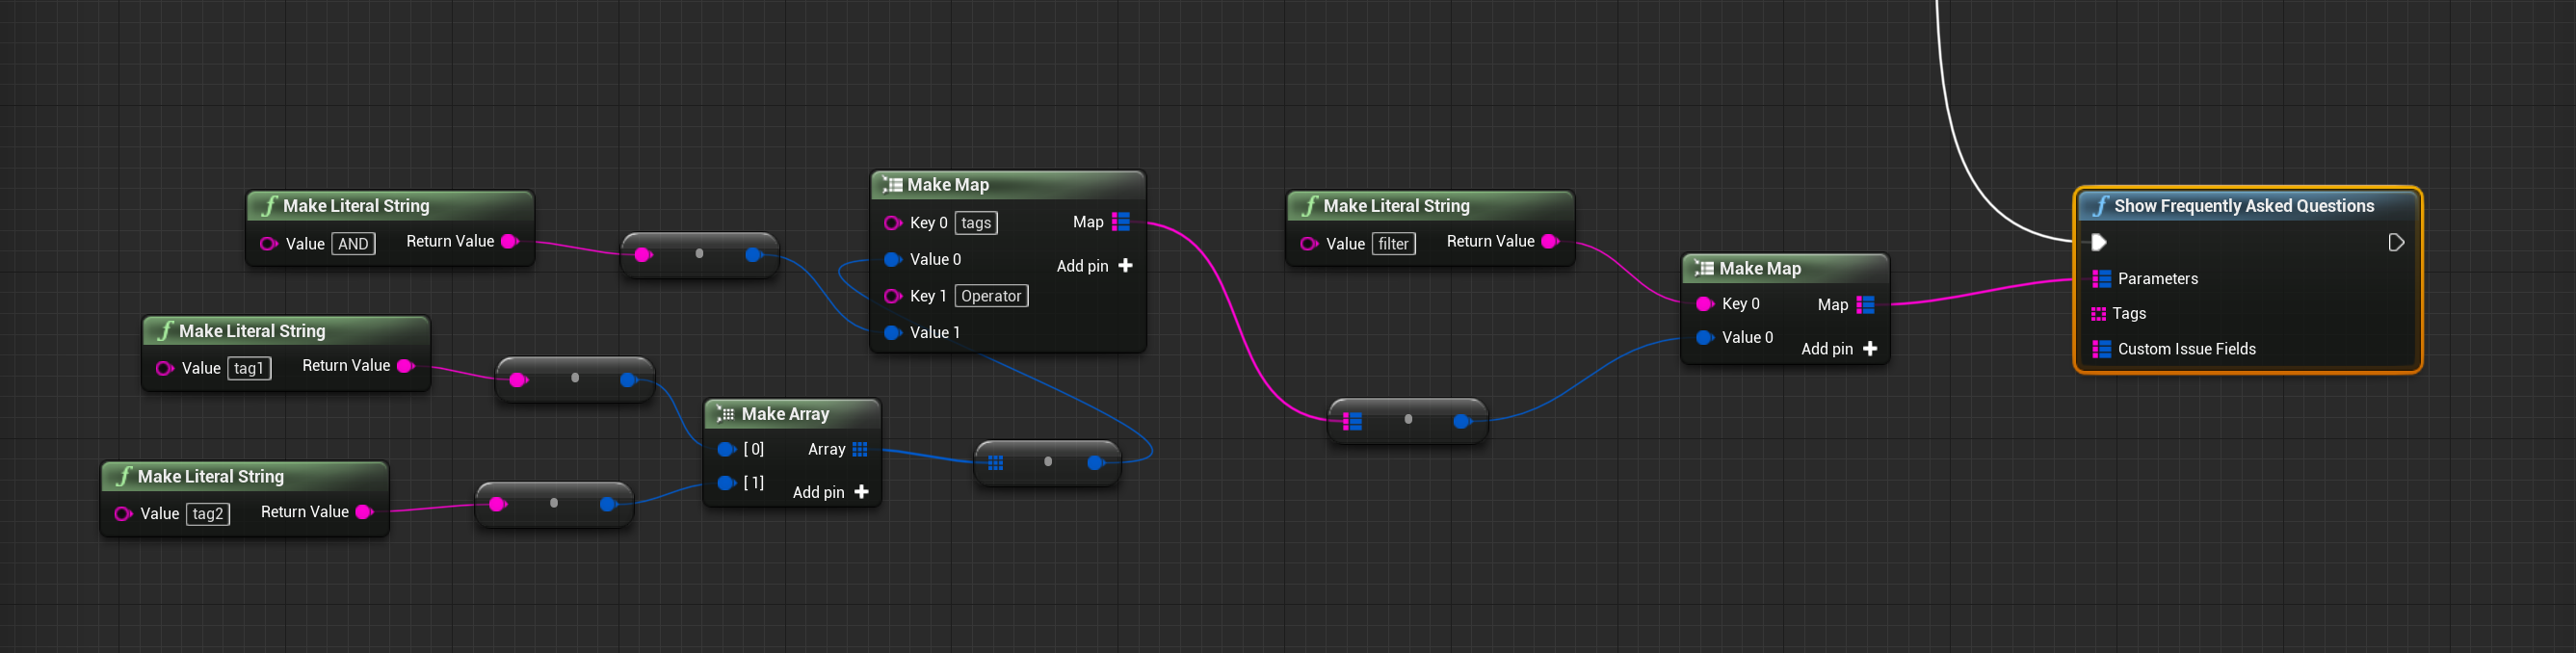 Make Literal String
Value AND Return Value
Make Literal String
Value tag1 Return Value
Make Literal String
Value tag2 Return Value
Make Array
[0] Array
[1] Add pin
Make Map
Key 0 tags Map
Value 0 Add pin
Key 1 Operator
Value 1
Make Literal String
Value filter Return Value
Make Map
Key 0 Map
Value 0 Add pin
Show Frequently Asked Questions
Parameters
Tags
Custom Issue Fields